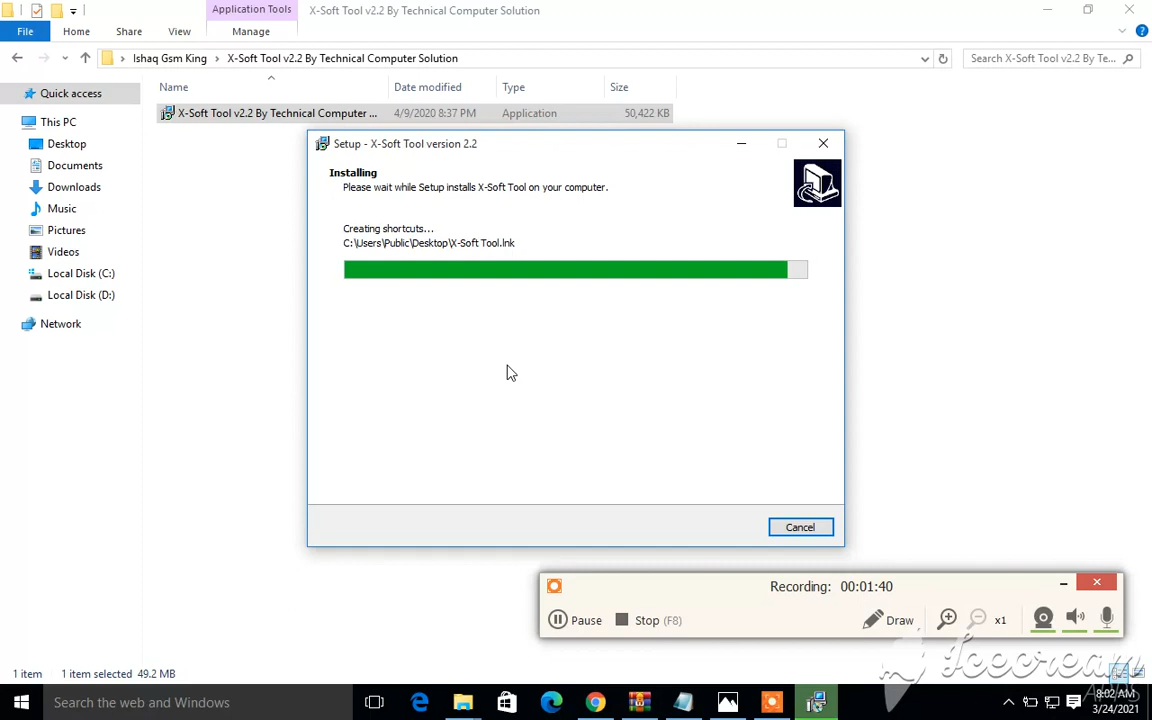 Application Tools
X-Soft Tool v2.2 By Technical Computer Solution
File
Home
Share
View
Manage
Ishaq Gsm King
X-Soft Tool v2.2 By Technical Computer Solution
Search X-Soft Tool v2.2 By Te...
Name
Date modified
Type
Size
X-Soft Tool v2.2 By Technical Computer ...
4/9/2020 8:37 PM
Application
50,422 KB
Quick access
This PC
Desktop
Documents
Downloads
Music
Pictures
Videos
Local Disk (C:)
Local Disk (D:)
Network
Setup - X-Soft Tool version 2.2
Installing
Please wait while Setup installs X-Soft Tool on your computer.
Creating shortcuts...
C:\Users\Public\Desktop\X-Soft Tool.lnk
Cancel
Recording: 00:01:40
Pause
Stop (F8)
Draw
x1
1 item
1 item selected 49.2 MB
Icecream
Search the web and Windows
8:02 AM
3/24/2021